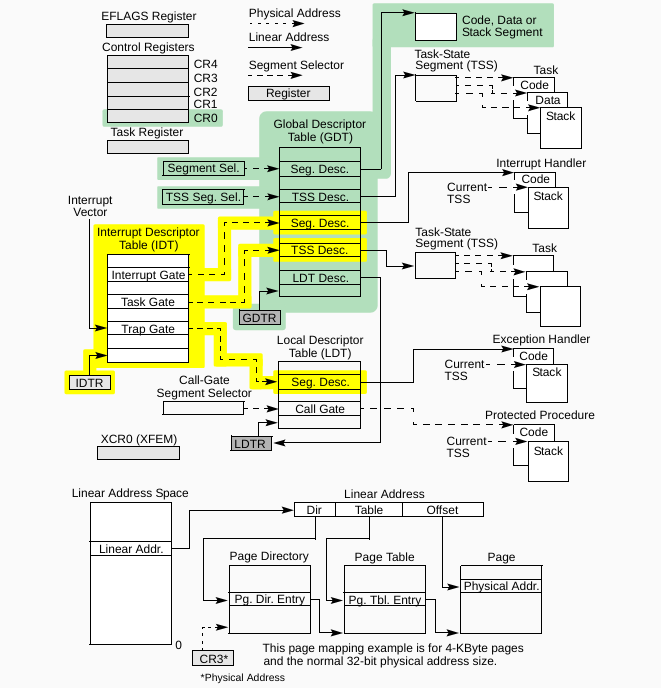 EFLAGS Register
Control Registers
CR4
CR3
CR2
CR1
CR0
Task Register
Physical Address
Linear Address
Segment Selector
Register
Code, Data or
Stack Segment
Task-State
Segment (TSS)
Task
Code
Data
Stack
Global Descriptor
Table (GDT)
Segment Sel.
Seg. Desc.
TSS Seg. Sel.
TSS Desc.
Interrupt Handler
Code
Current
TSS
Stack
Interrupt
Vector
Interrupt Descriptor
Table (IDT)
Seg. Desc.
TSS Desc.
Task-State
Segment (TSS)
Task
Interrupt Gate
LDT Desc.
Task Gate
GDTR
Trap Gate
Local Descriptor
Table (LDT)
Exception Handler
Code
Current
TSS
Stack
IDTR
Call-Gate
Segment Selector
Seg. Desc.
Call Gate
Protected Procedure
Code
Current
TSS
Stack
XCR0 (XFEM)
LDTR
Linear Address Space
Linear Address
Dir
Table
Offset
Linear Addr.
Page Directory
Page Table
Page
Physical Addr.
Pg. Dir. Entry
Pg. Tbl. Entry
0
CR3*
This page mapping example is for 4-KByte pages
and the normal 32-bit physical address size.
*Physical Address